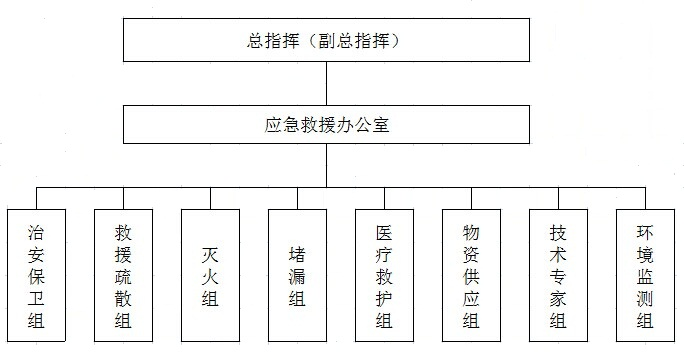 总指挥（副总指挥）
应急救援办公室
治安保卫组
救援疏散组
灭火组
堵漏组
医疗救护组
物资供应组
技术专家组
环境监测组